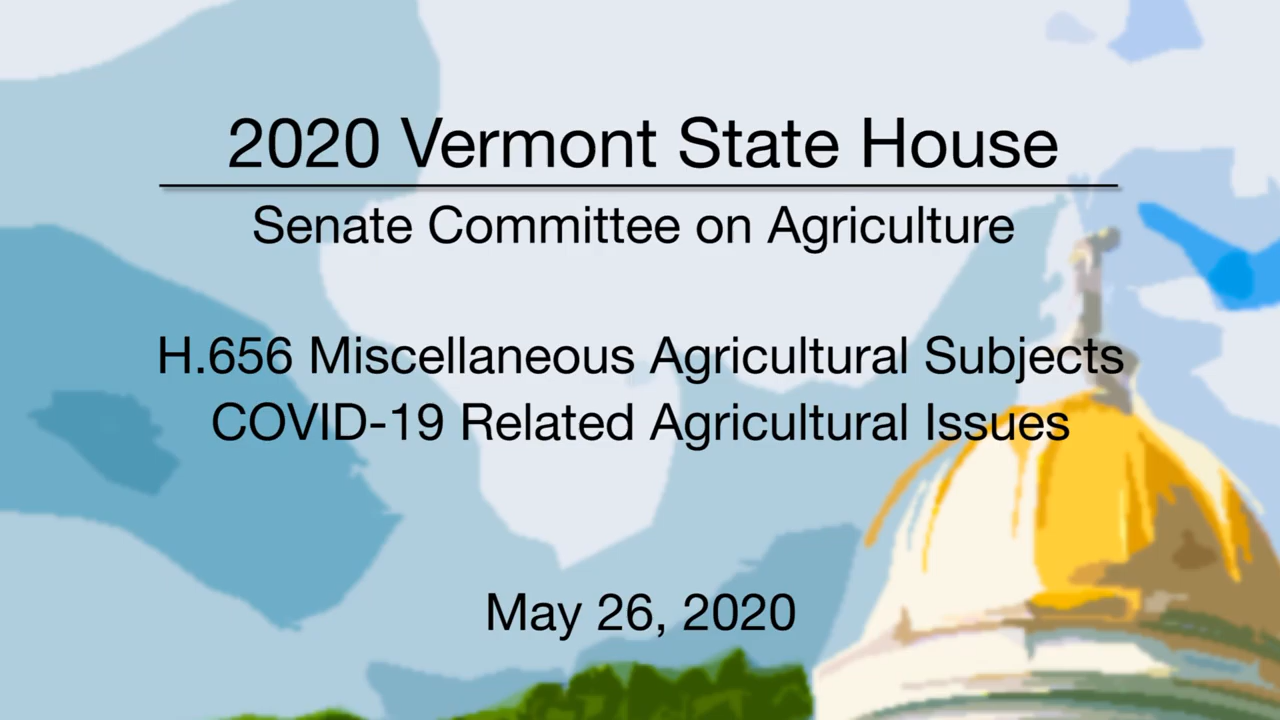 2020 Vermont State House
Senate Committee on Agriculture
H.656 Miscellaneous Agricultural Subjects
COVID-19 Related Agricultural Issues
May 26, 2020